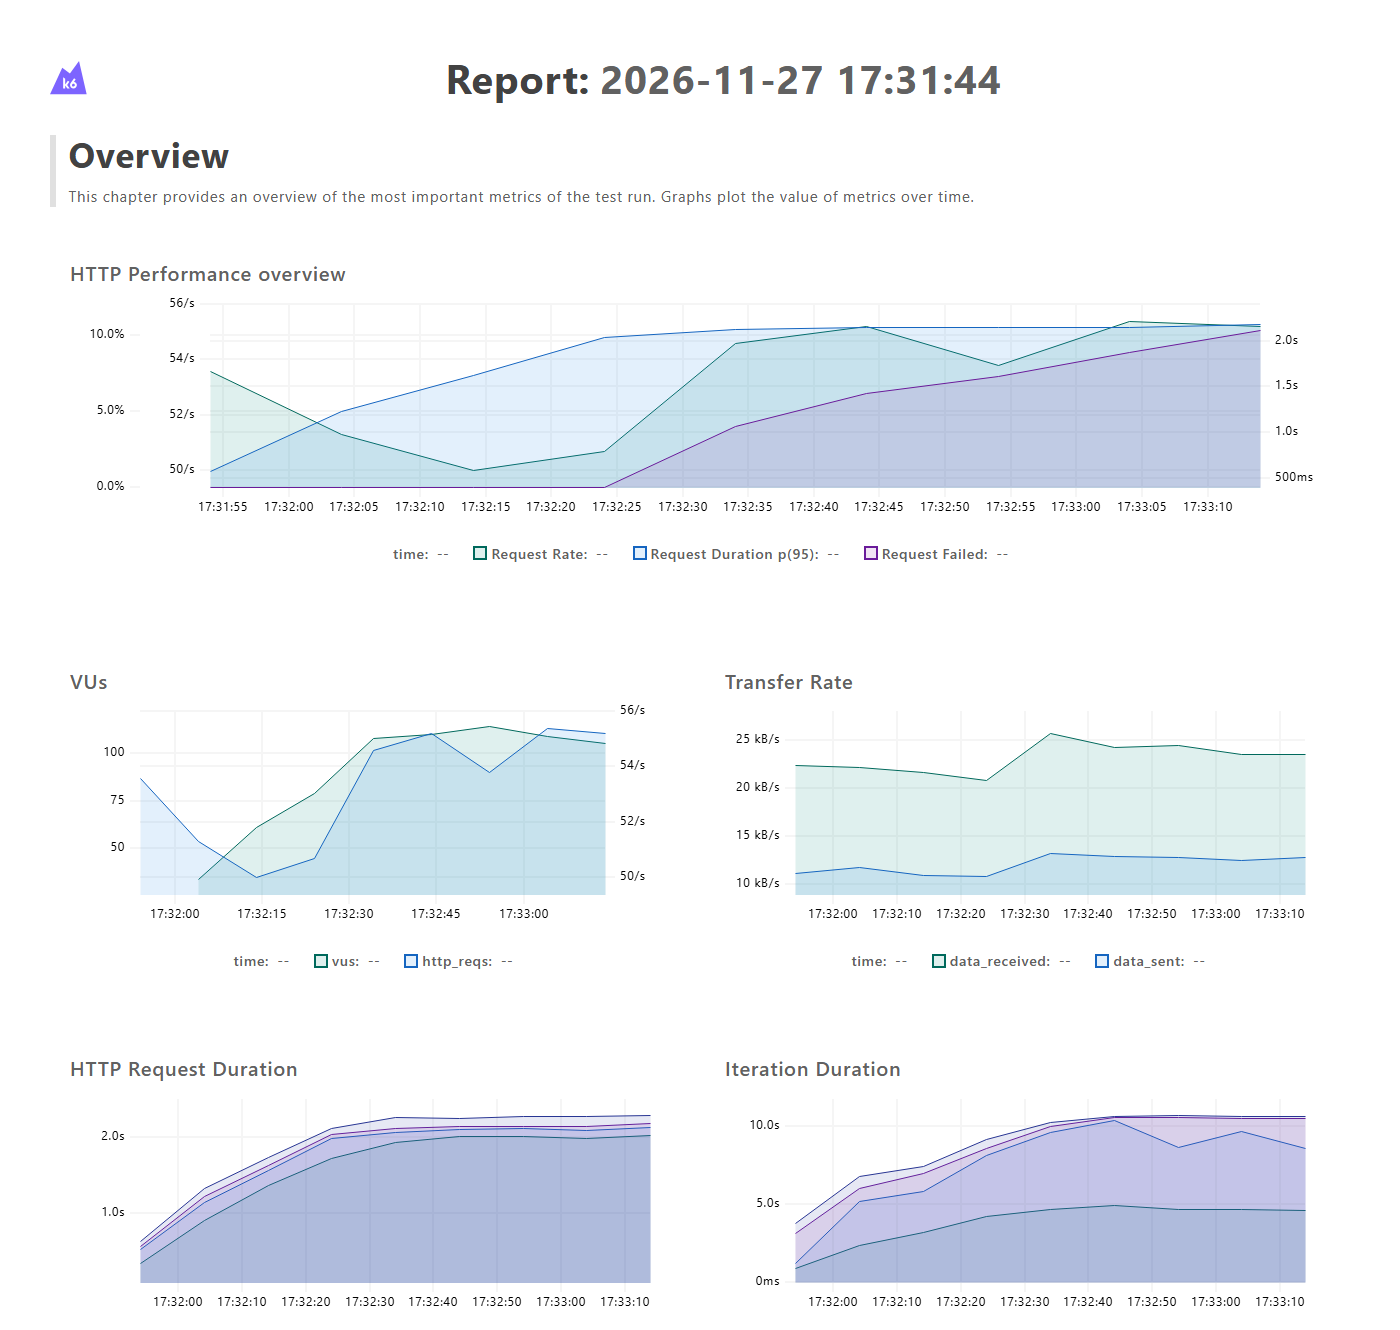 k6
Report: 2026-11-27 17:31:44
Overview
This chapter provides an overview of the most important metrics of the test run. Graphs plot the value of metrics over time.
HTTP Performance overview
56/s
10.0%
2.0s
54/s
1.5s
5.0%
52/s
1.0s
50/s
0.0%
500ms
17:31:55 17:32:00 17:32:05 17:32:10 17:32:15 17:32:20 17:32:25 17:32:30 17:32:35 17:32:40 17:32:45 17:32:50 17:32:55 17:33:00 17:33:05 17:33:10
time: -- Request Rate: -- Request Duration p(95): -- Request Failed: --
VUs
56/s
100
54/s
75
52/s
50
50/s
17:32:00 17:32:15 17:32:30 17:32:45 17:33:00
time: -- vus: -- http_reqs: --
Transfer Rate
25 kB/s
20 kB/s
15 kB/s
10 kB/s
17:32:00 17:32:10 17:32:20 17:32:30 17:32:40 17:32:50 17:33:00 17:33:10
time: -- data_received: -- data_sent: --
HTTP Request Duration
2.0s
1.0s
17:32:00 17:32:10 17:32:20 17:32:30 17:32:40 17:32:50 17:33:00 17:33:10
Iteration Duration
10.0s
5.0s
0ms
17:32:00 17:32:10 17:32:20 17:32:30 17:32:40 17:32:50 17:33:00 17:33:10